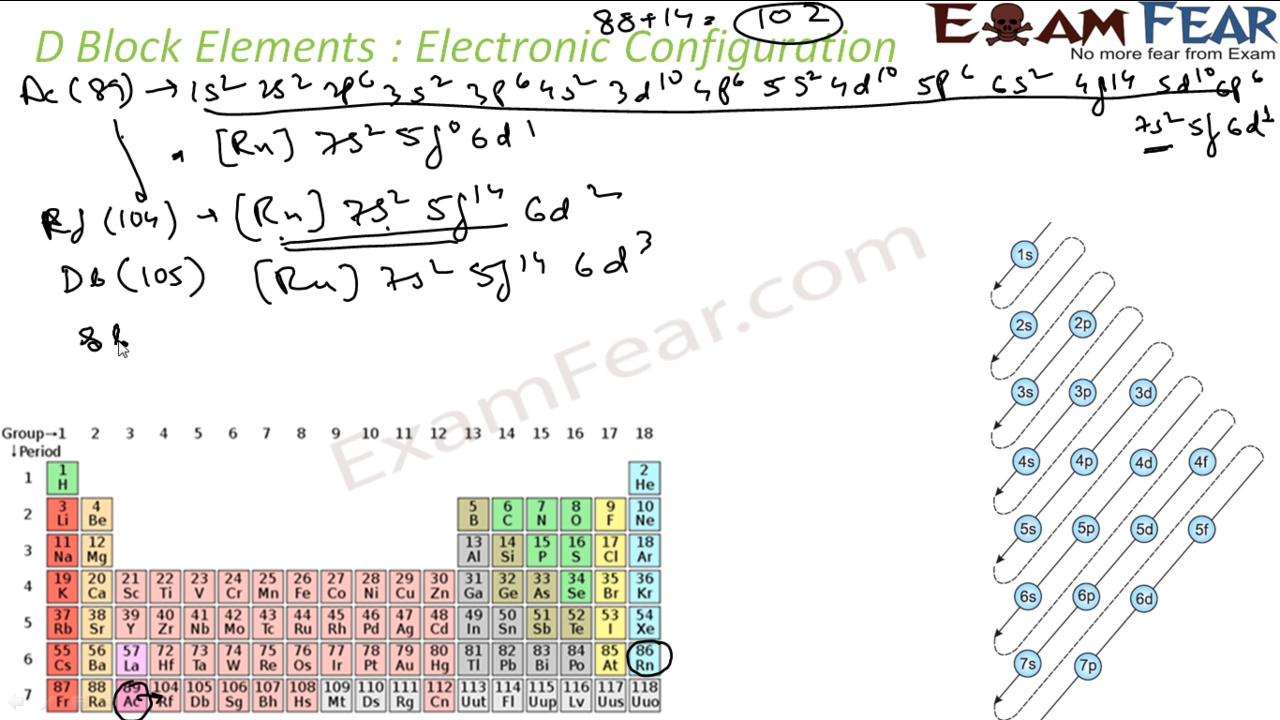 88+14= 102
EXAM FEAR
No more fear from Exam
D Block Elements : Electronic Configuration
Ac(89) → 1s² 2s² 2p⁶ 3s² 3p⁶ 4s² 3d¹⁰ 4p⁶ 5s² 4d¹⁰ 5p⁶ 6s² 4f¹⁴ 5d¹⁰ 6p⁶
7s² 5f 6d¹
[Rn] 7s² 5f⁰ 6d¹
Rf (104) → [Rn] 7s² 5f¹⁴ 6d²
Db (105) [Rn] 7s² 5f¹⁴ 6d³
ExamFear.com
1s
2s 2p
3s 3p 3d
4s 4p 4d 4f
5s 5p 5d 5f
6s 6p 6d
7s 7p
Group→1 2 3 4 5 6 7 8 9 10 11 12 13 14 15 16 17 18
↓Period
1 1 2
H He
2 3 4 5 6 7 8 9 10
Li Be B C N O F Ne
3 11 12 13 14 15 16 17 18
Na Mg Al Si P S Cl Ar
4 19 20 21 22 23 24 25 26 27 28 29 30 31 32 33 34 35 36
K Ca Sc Ti V Cr Mn Fe Co Ni Cu Zn Ga Ge As Se Br Kr
5 37 38 39 40 41 42 43 44 45 46 47 48 49 50 51 52 53 54
Rb Sr Y Zr Nb Mo Tc Ru Rh Pd Ag Cd In Sn Sb Te I Xe
6 55 56 57 72 73 74 75 76 77 78 79 80 81 82 83 84 85 86
Cs Ba La Hf Ta W Re Os Ir Pt Au Hg Tl Pb Bi Po At Rn
7 87 88 89 104 105 106 107 108 109 110 111 112 113 114 115 116 117 118
Fr Ra Ac Rf Db Sg Bh Hs Mt Ds Rg Cn Uut Fl Uup Lv Uus Uuo